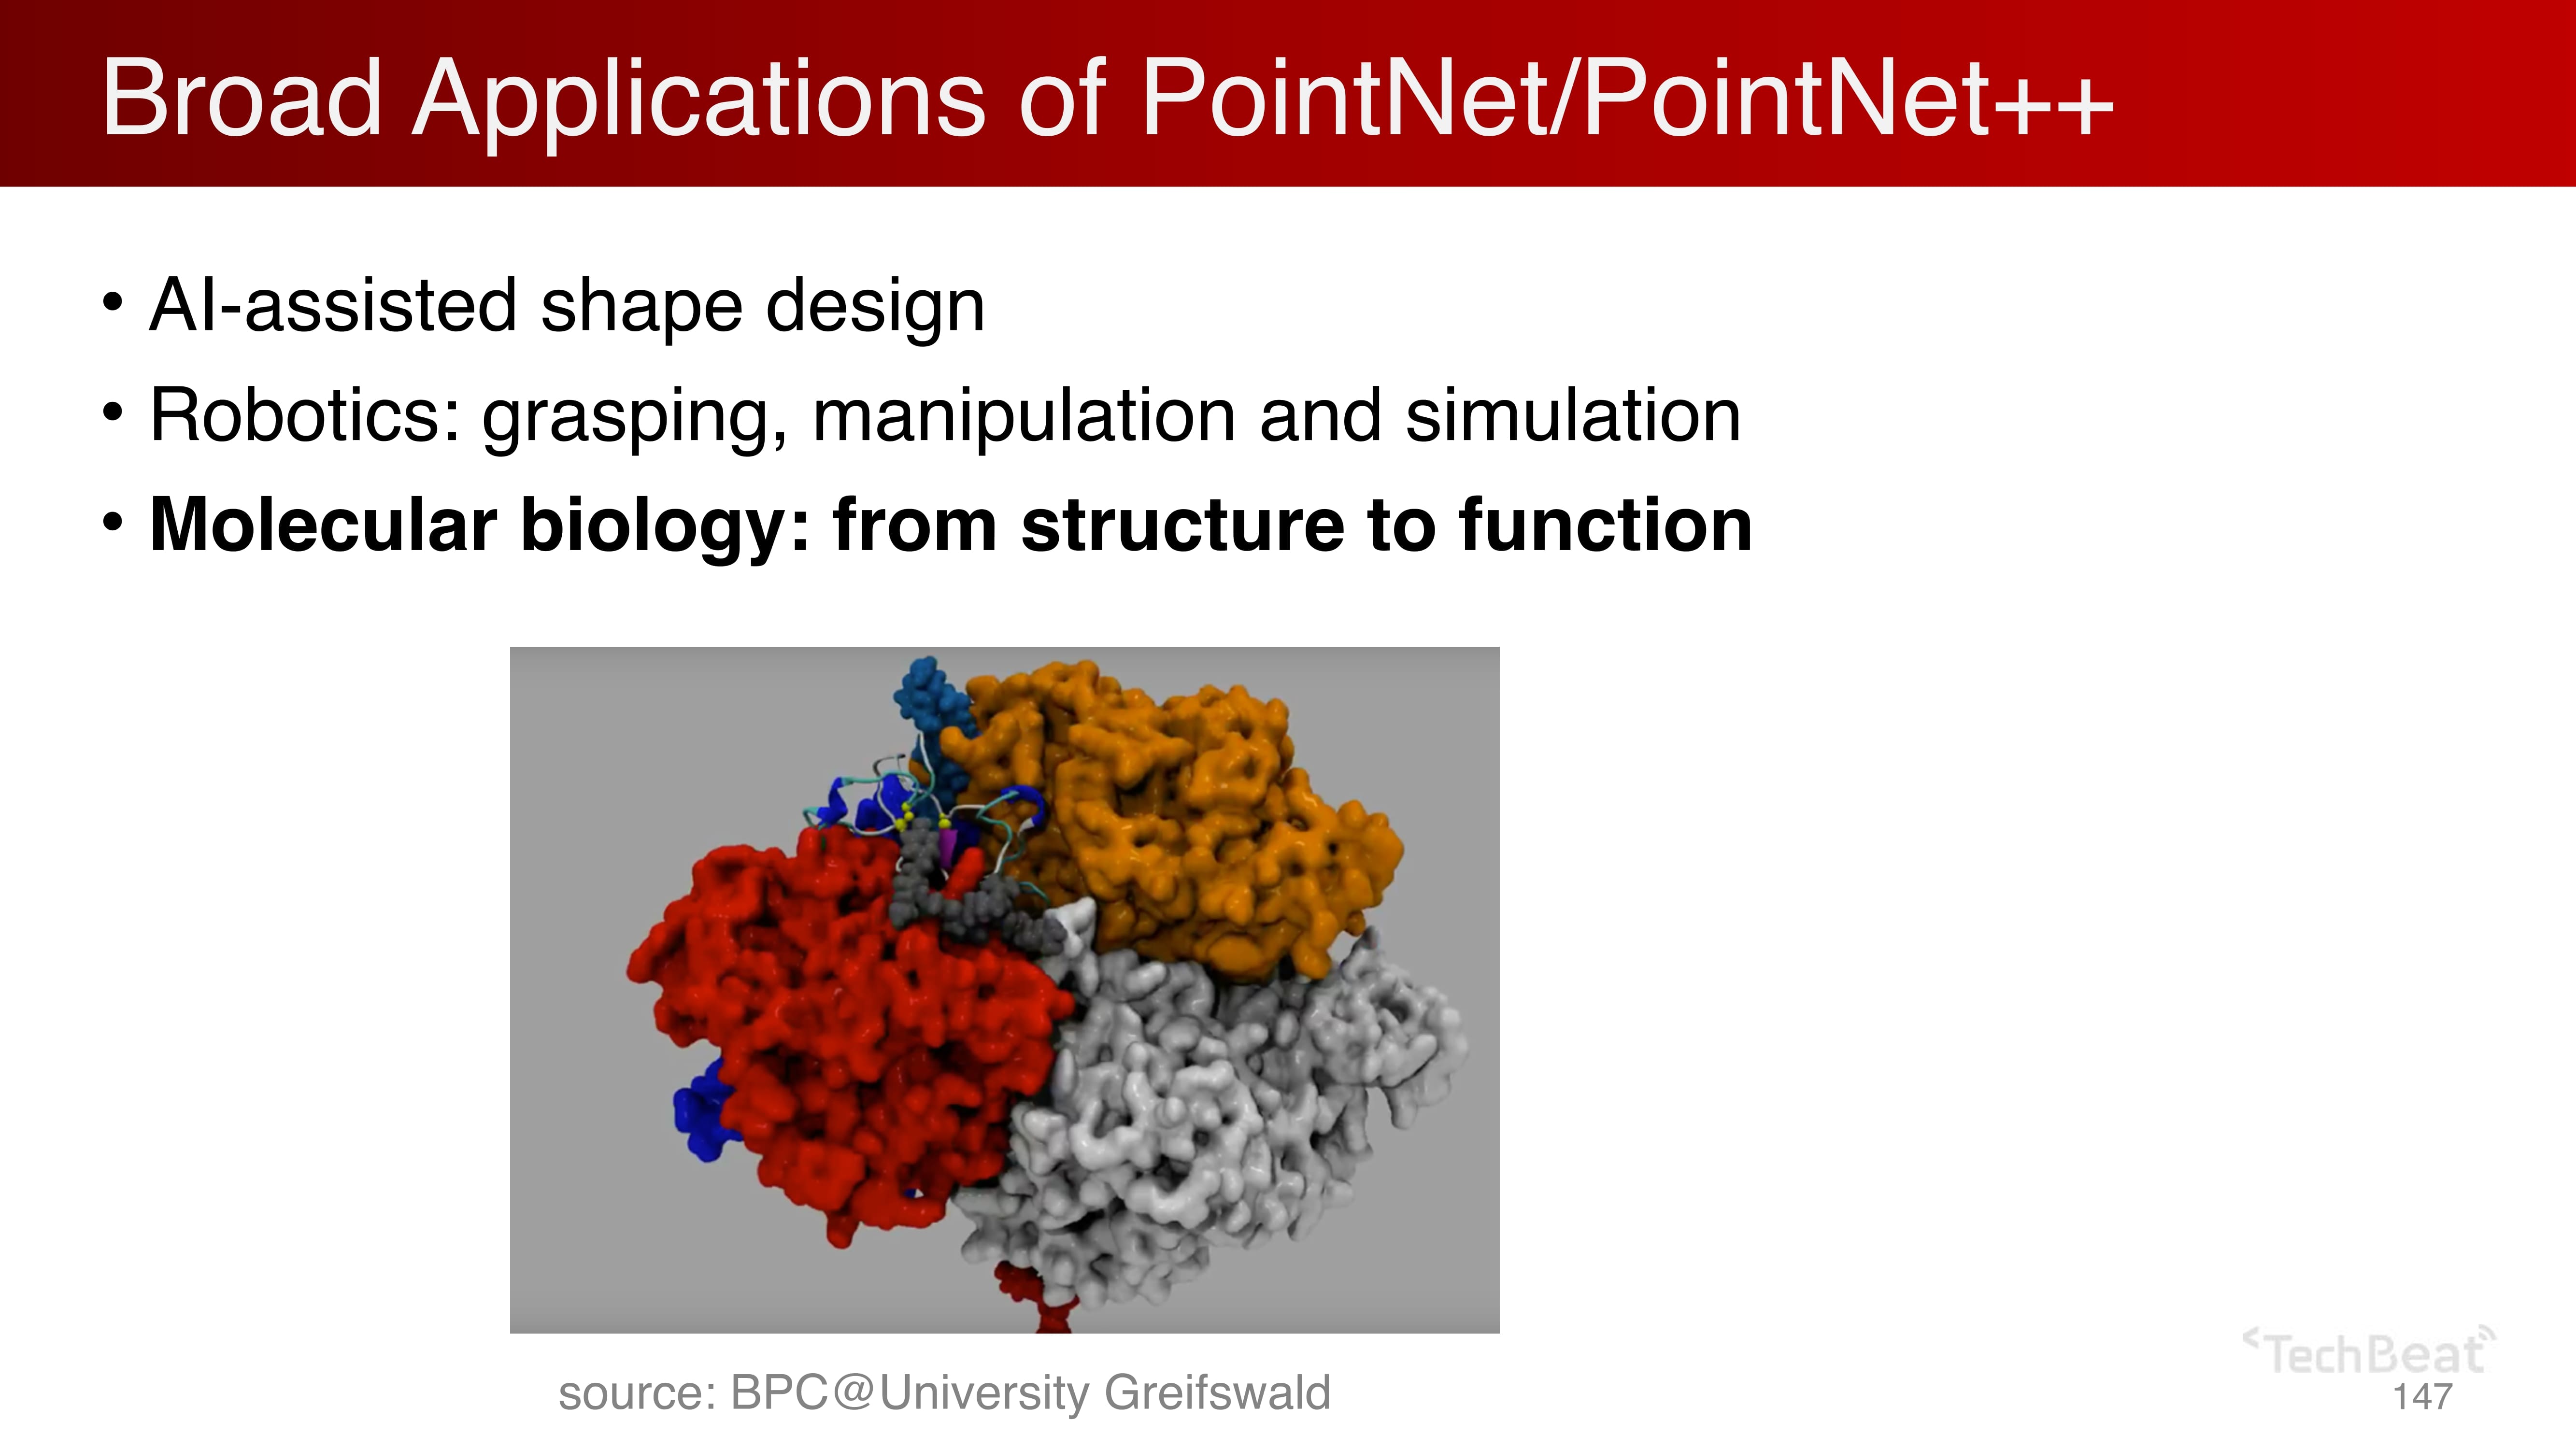 Broad Applications of PointNet/PointNet++
• AI-assisted shape design
• Robotics: grasping, manipulation and simulation
• Molecular biology: from structure to function
source: BPC@University Greifswald
<TechBeat
147